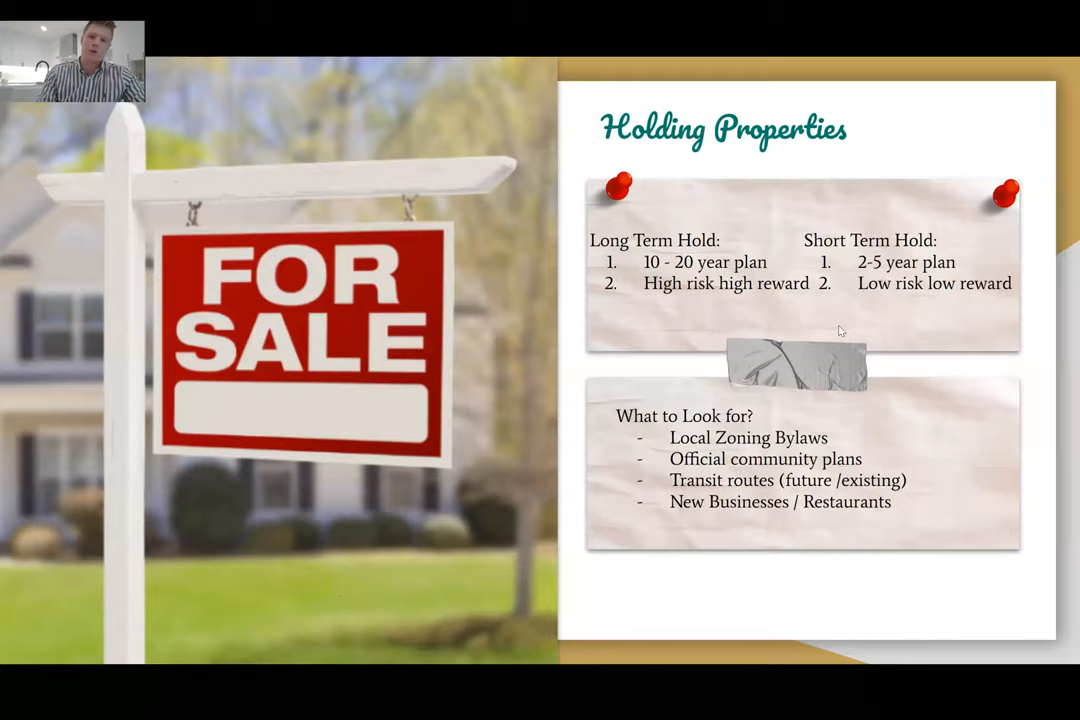 FOR
SALE
Holding Properties
Long Term Hold:
1. 10 - 20 year plan
2. High risk high reward
Short Term Hold:
1. 2-5 year plan
2. Low risk low reward
What to Look for?
- Local Zoning Bylaws
- Official community plans
- Transit routes (future /existing)
- New Businesses / Restaurants